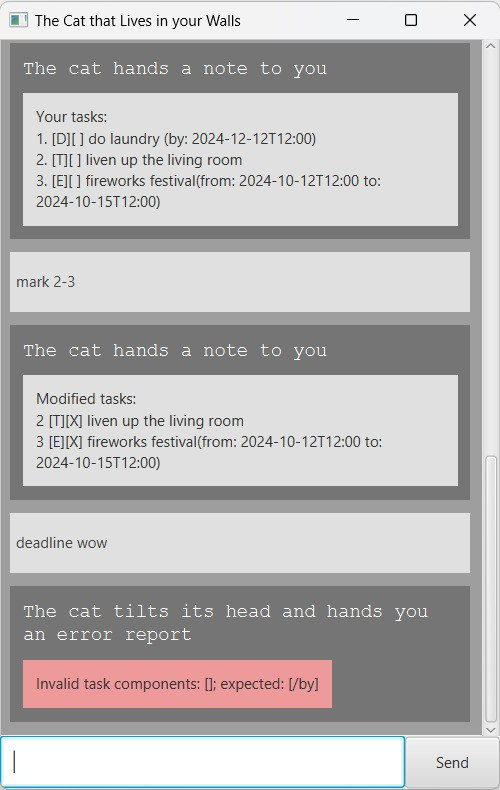 The Cat that Lives in your Walls
The cat hands a note to you
Your tasks:
1. [D][ ] do laundry (by: 2024-12-12T12:00)
2. [T][ ] liven up the living room
3. [E][ ] fireworks festival(from: 2024-10-12T12:00 to:
2024-10-15T12:00)
mark 2-3
The cat hands a note to you
Modified tasks:
2 [T][X] liven up the living room
3 [E][X] fireworks festival(from: 2024-10-12T12:00 to:
2024-10-15T12:00)
deadline wow
The cat tilts its head and hands you
an error report
Invalid task components: []; expected: [/by]
Send